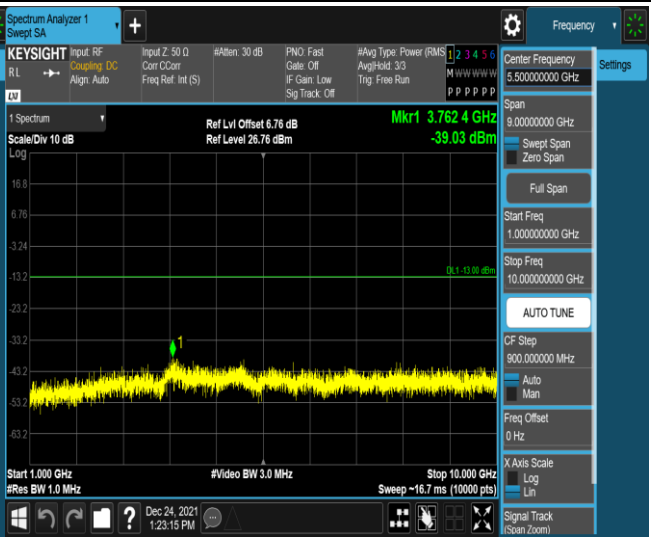 Spectrum Analyzer 1
Swept SA
Frequency
KEYSIGHT
RL
LXI
Input: RF
Coupling: DC
Align: Auto
Input Z: 50 Ω
Corr CCorr
Freq Ref: Int (S)
#Atten: 30 dB
PNO: Fast
Gate: Off
IF Gain: Low
Sig Track: Off
#Avg Type: Power (RMS
Avg|Hold: 3/3
Trig: Free Run
1 2 3 4 5 6
M W W W W W
P P P P P P
Center Frequency
5.500000000 GHz
Settings
Span
9.00000000 GHz
Swept Span
Zero Span
Full Span
Start Freq
1.000000000 GHz
Stop Freq
10.000000000 GHz
AUTO TUNE
CF Step
900.000000 MHz
Auto
Man
Freq Offset
0 Hz
X Axis Scale
Log
Lin
Signal Track
(Span Zoom)
1 Spectrum
Scale/Div 10 dB
Log
Ref Lvl Offset 6.76 dB
Ref Level 26.76 dBm
Mkr1 3.762 4 GHz
-39.03 dBm
16.8
6.76
-3.24
-13.2
DL1 -13.00 dBm
-23.2
-33.2
1
-43.2
-53.2
-63.2
Start 1.000 GHz
#Video BW 3.0 MHz
Stop 10.000 GHz
#Res BW 1.0 MHz
Sweep ~16.7 ms (10000 pts)
?
Dec 24, 2021
1:23:15 PM